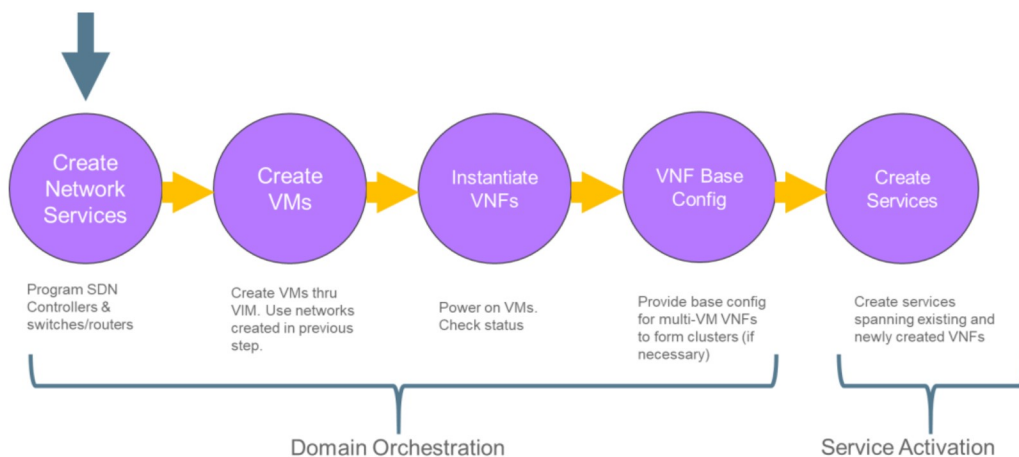 Create
Network
Services
Create
VMs
Instantiate
VNFs
VNF Base
Config
Create
Services
Program SDN
Controllers &
switches/routers
Create VMs thru
VIM. Use networks
created in previous
step.
Power on VMs.
Check status
Provide base config
for multi-VM VNFs
to form clusters (if
necessary)
Create services
spanning existing and
newly created VNFs
Domain Orchestration
Service Activation